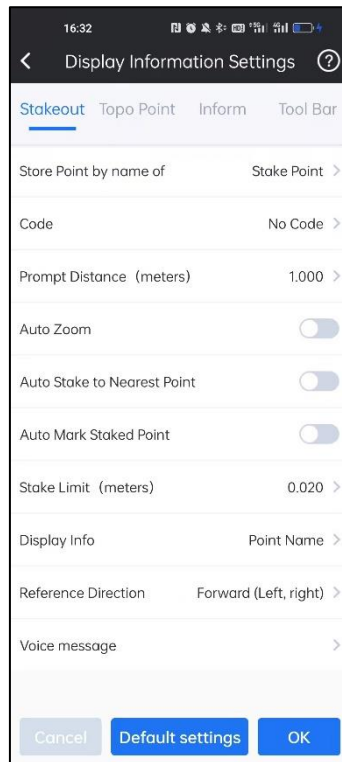 16:32
Display Information Settings ?
Stakeout Topo Point Inform Tool Bar
Store Point by name of Stake Point
Code No Code
Prompt Distance (meters) 1.000
Auto Zoom
Auto Stake to Nearest Point
Auto Mark Staked Point
Stake Limit (meters) 0.020
Display Info Point Name
Reference Direction Forward (Left, right)
Voice message
Cancel Default settings OK